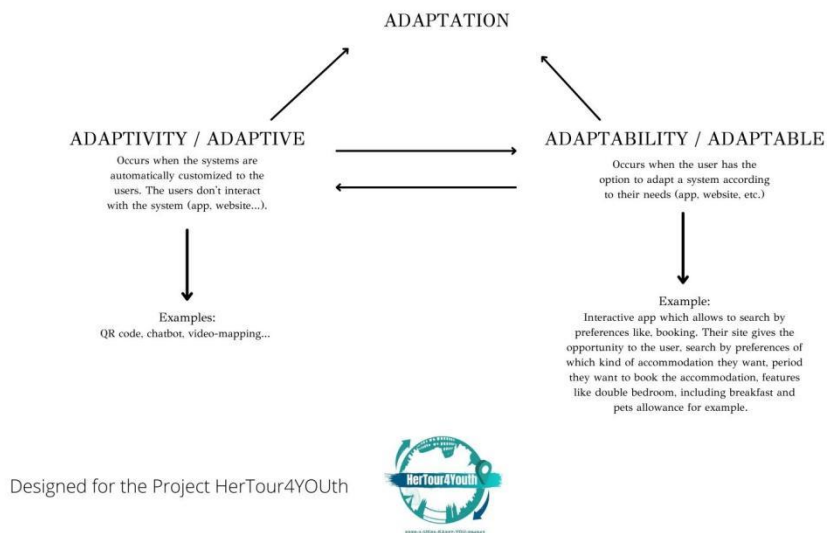 ADAPTATION
ADAPTIVITY / ADAPTIVE
Occurs when the systems are
automatically customized to the
users. The users don't interact
with the system (app, website...).
ADAPTABILITY / ADAPTABLE
Occurs when the user has the
option to adapt a system according
to their needs (app, website, etc.)
Examples:
QR code, chatbot, video-mapping...
Example:
Interactive app which allows to search by
preferences like, booking. Their site gives the
opportunity to the user, search by preferences of
which kind of accommodation they want, period
they want to book the accommodation, features
like double bedroom, including breakfast and
pets allowance for example.
Designed for the Project HerTour4YOUth
HerTour4Youth